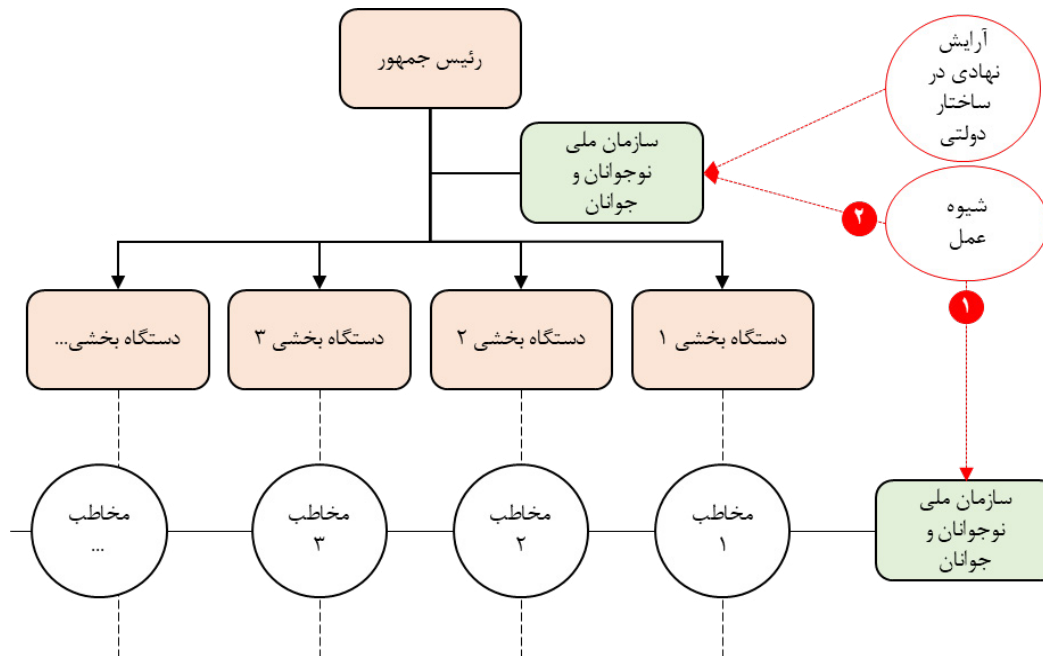 رئیس جمهور
آرایش
نهادی در
ساختار
دولتی
سازمان ملی
نوجوانان و
جوانان
شیوه
عمل
۲
۱
دستگاه بخشی ۱
دستگاه بخشی ۲
دستگاه بخشی ۳
دستگاه بخشی...
سازمان ملی
نوجوانان و
جوانان
مخاطب
۱
مخاطب
۲
مخاطب
۳
مخاطب
...